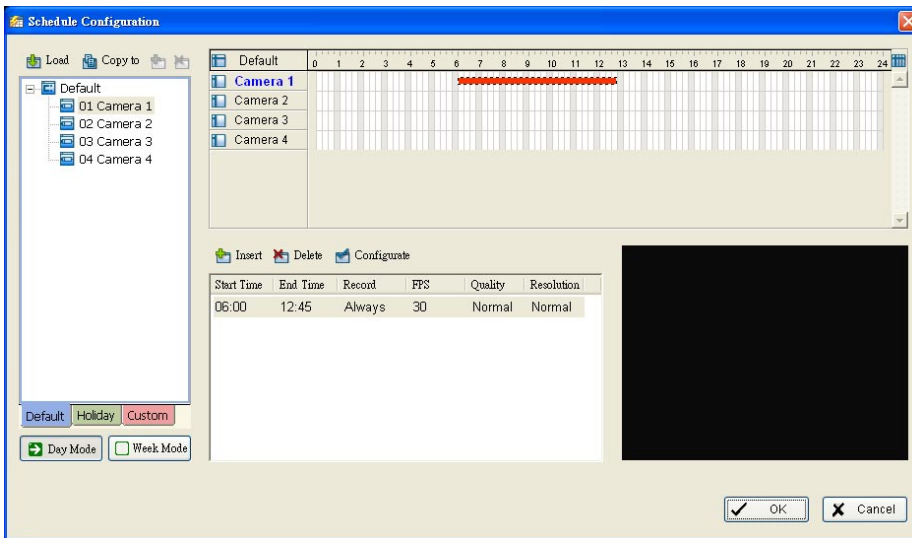 Schedule Configuration
Load Copy to
Default
01 Camera 1
02 Camera 2
03 Camera 3
04 Camera 4
Default Holiday Custom
Day Mode Week Mode
Default 0 1 2 3 4 5 6 7 8 9 10 11 12 13 14 15 16 17 18 19 20 21 22 23 24
Camera 1
Camera 2
Camera 3
Camera 4
Insert Delete Configurate
Start Time End Time Record FPS Quality Resolution
06:00 12:45 Always 30 Normal Normal
OK Cancel